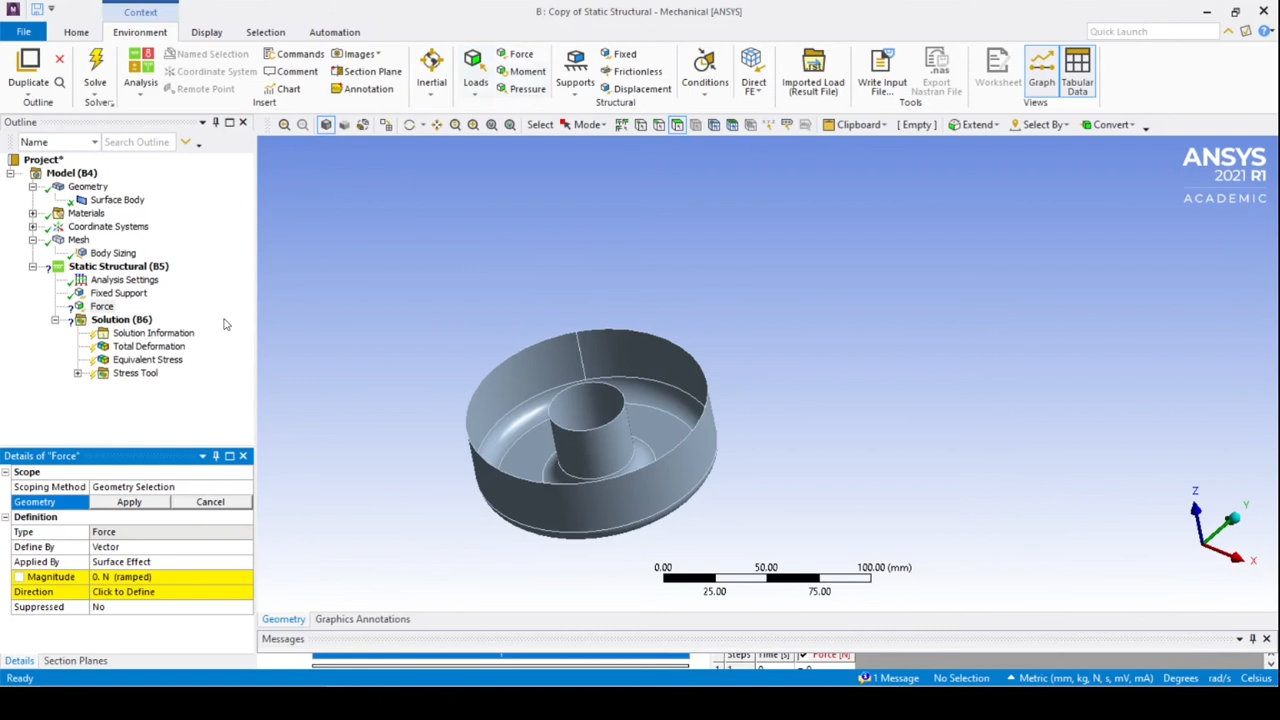 Context
B : Copy of Static Structural - Mechanical [ANSYS]
File Home Environment Display Selection Automation Quick Launch
Duplicate
Outline
Solve
Solver
Analysis
Named Selection
Coordinate System
Remote Point
Commands
Comment
Chart
Images
Section Plane
Annotation
Insert
Inertial
Loads
Force
Moment
Pressure
Supports
Fixed
Frictionless
Displacement
Structural
Conditions
Direct
FE
Imported Load
(Result File)
Write Input
File...
Export
Nastran File
.nas
Tools
Worksheet
Graph
Tabular
Data
Views
Outline
Select Mode Clipboard [ Empty ] Extend Select By Convert
Name Search Outline
Project*
Model (B4)
Geometry
Surface Body
Materials
Coordinate Systems
Mesh
Body Sizing
Static Structural (B5)
Analysis Settings
Fixed Support
Force
Solution (B6)
Solution Information
Total Deformation
Equivalent Stress
Stress Tool
ANSYS
2021 R1
ACADEMIC
Details of "Force"
Scope
Scoping Method Geometry Selection
Geometry Apply Cancel
Definition
Type Force
Define By Vector
Applied By Surface Effect
Magnitude 0. N (ramped)
Direction Click to Define
Suppressed No
Z
Y
X
0.00 50.00 100.00 (mm)
25.00 75.00
Geometry Graphics Annotations
Messages
Details Section Planes
Steps Time [s] Force [N]
Ready 1 Message No Selection Metric (mm, kg, N, s, mV, mA) Degrees rad/s Celsius